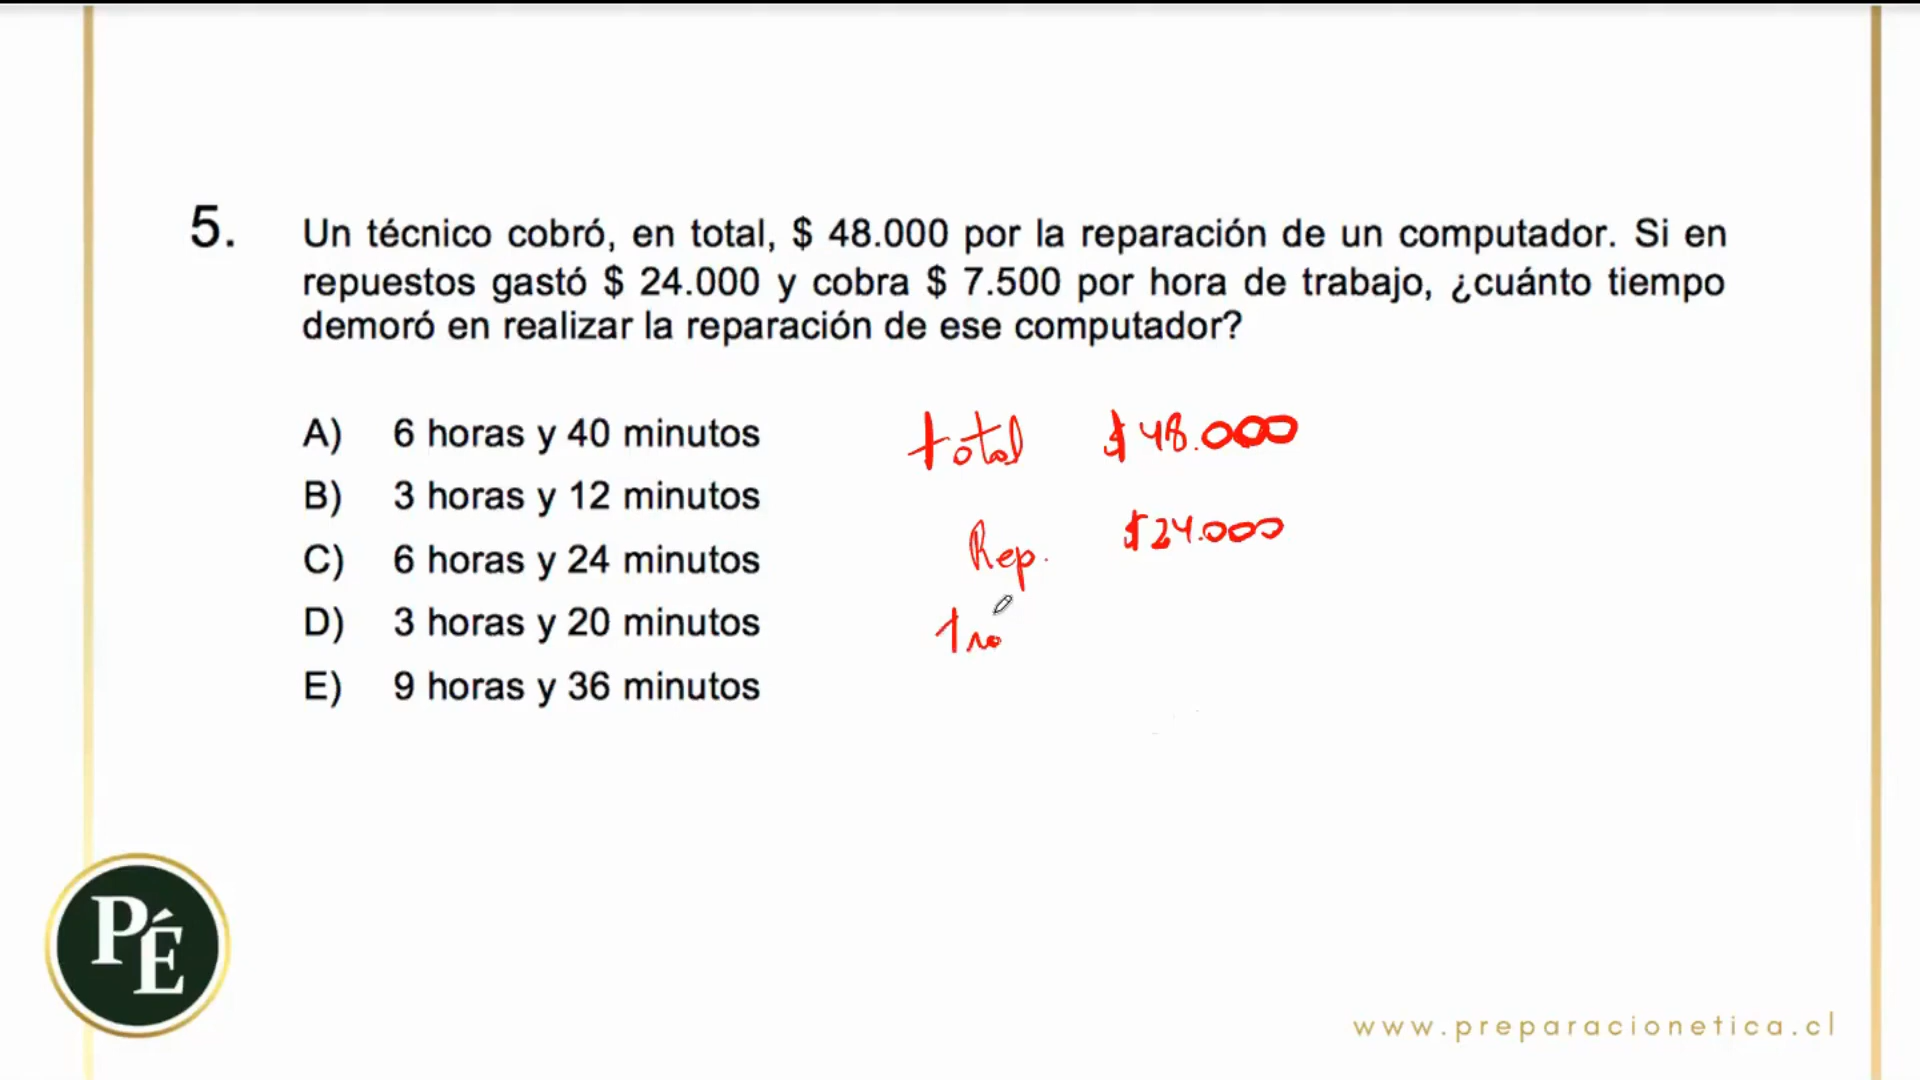 5. Un técnico cobró, en total, $ 48.000 por la reparación de un computador. Si en
repuestos gastó $ 24.000 y cobra $ 7.500 por hora de trabajo, ¿cuánto tiempo
demoró en realizar la reparación de ese computador?
A) 6 horas y 40 minutos
B) 3 horas y 12 minutos
C) 6 horas y 24 minutos
D) 3 horas y 20 minutos
E) 9 horas y 36 minutos
total $48.000
Rep. $24.000
tra
PÉ
www.preparacionetica.cl